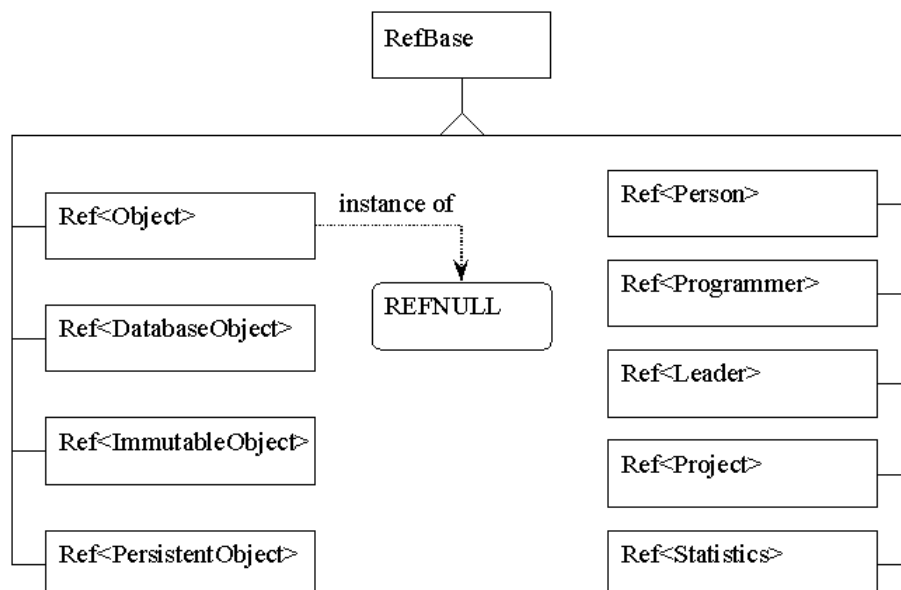 RefBase
Ref<Object>
instance of
REFNULL
Ref<DatabaseObject>
Ref<ImmutableObject>
Ref<PersistentObject>
Ref<Person>
Ref<Programmer>
Ref<Leader>
Ref<Project>
Ref<Statistics>